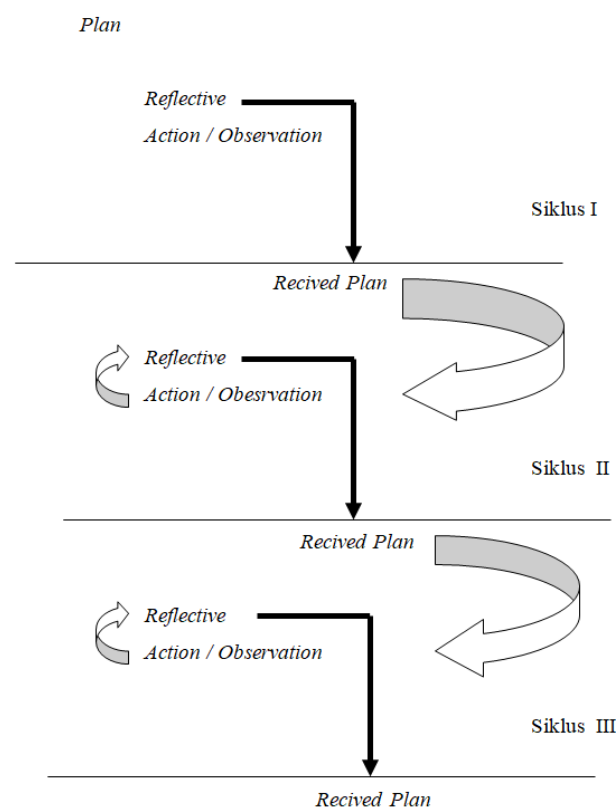 Plan
Reflective
Action / Observation
Siklus I
Recived Plan
Reflective
Action / Obesrvation
Siklus II
Recived Plan
Reflective
Action / Observation
Siklus III
Recived Plan